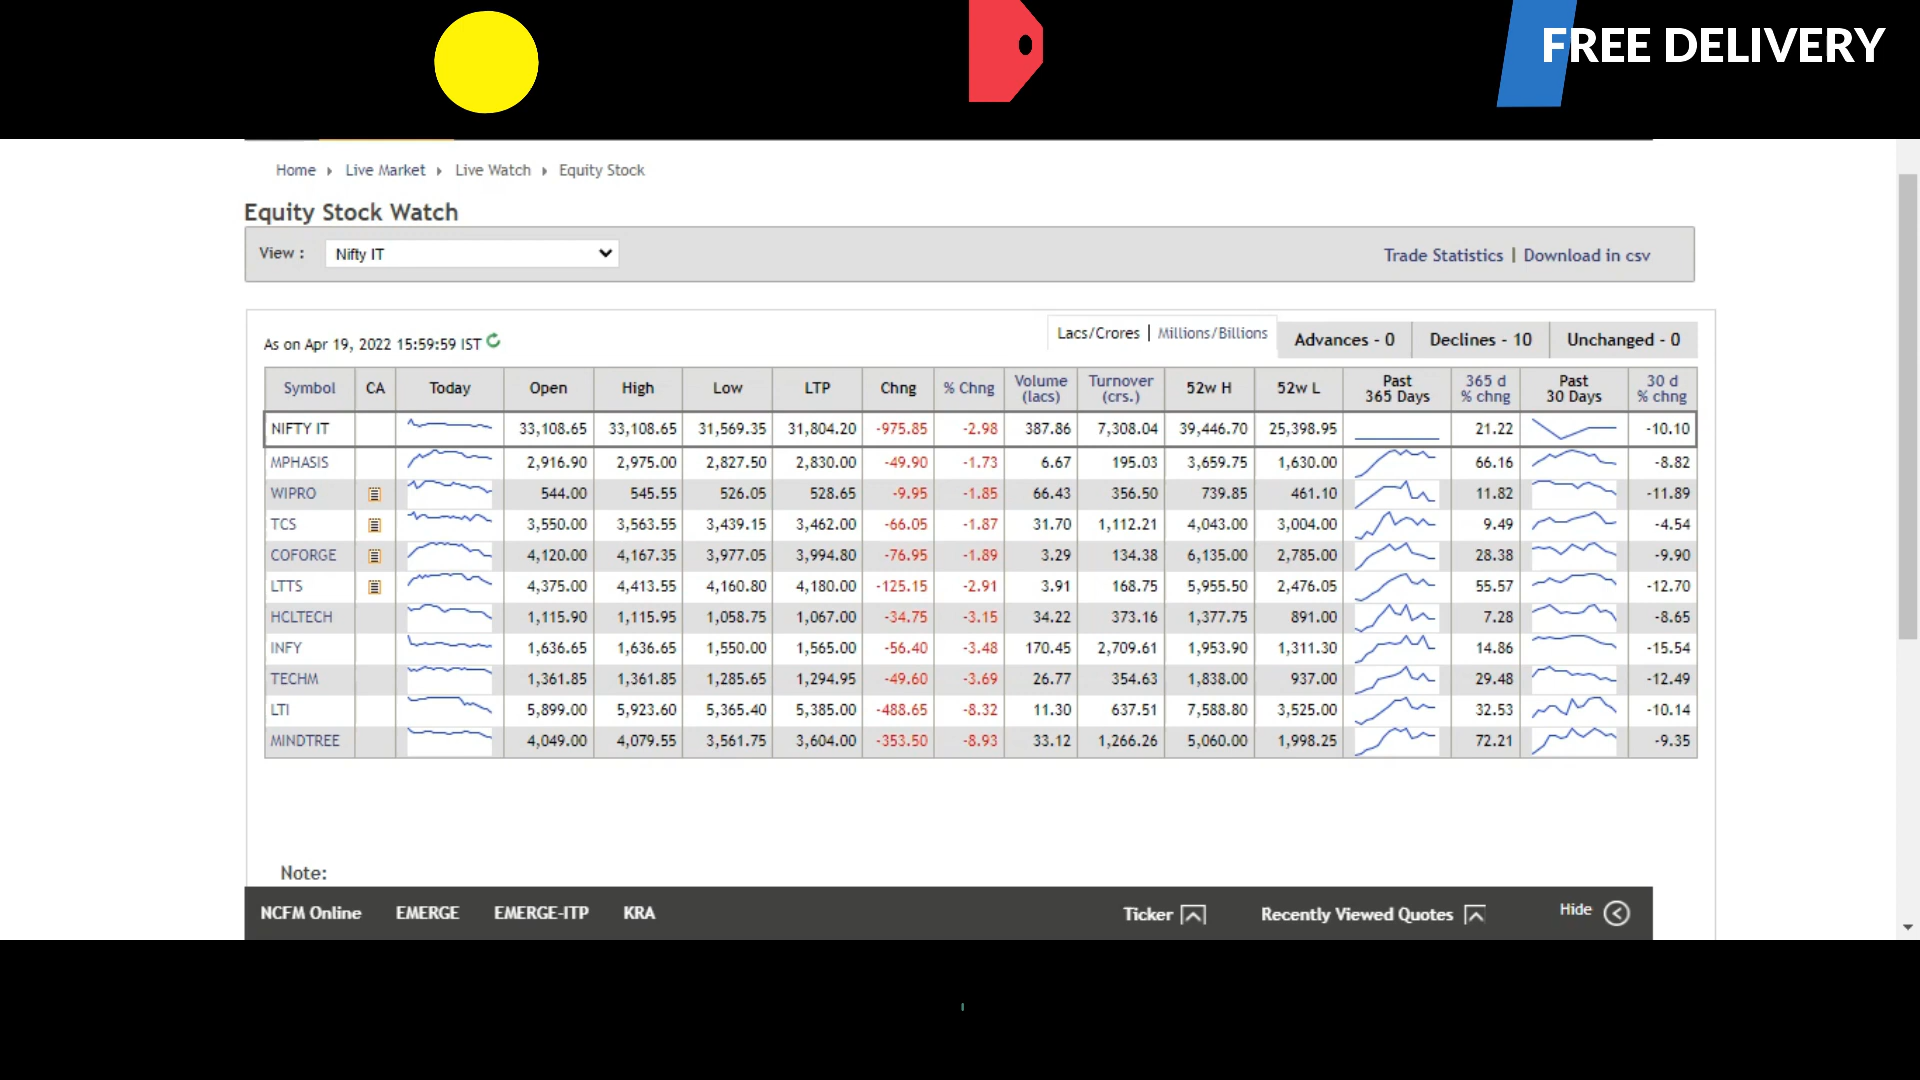 FREE DELIVERY
Home Live Market Live Watch Equity Stock
Equity Stock Watch
View : Nifty IT Trade Statistics | Download in csv
As on Apr 19, 2022 15:59:59 IST Lacs/Crores | Millions/Billions Advances - 0 Declines - 10 Unchanged - 0
Symbol CA Today Open High Low LTP Chng % Chng Volume (lacs) Turnover (crs.) 52w H 52w L Past 365 Days 365 d % chng Past 30 Days 30 d % chng
NIFTY IT 33,108.65 33,108.65 31,569.35 31,804.20 -975.85 -2.98 387.86 7,308.04 39,446.70 25,398.95 21.22 -10.10
MPHASIS 2,916.90 2,975.00 2,827.50 2,830.00 -49.90 -1.73 6.67 195.03 3,659.75 1,630.00 66.16 -8.82
WIPRO 544.00 545.55 526.05 528.65 -9.95 -1.85 66.43 356.50 739.85 461.10 11.82 -11.89
TCS 3,550.00 3,563.55 3,439.15 3,462.00 -66.05 -1.87 31.70 1,112.21 4,043.00 3,004.00 9.49 -4.54
COFORGE 4,120.00 4,167.35 3,977.05 3,994.80 -76.95 -1.89 3.29 134.38 6,135.00 2,785.00 28.38 -9.90
LTTS 4,375.00 4,413.55 4,160.80 4,180.00 -125.15 -2.91 3.91 168.75 5,955.50 2,476.05 55.57 -12.70
HCLTECH 1,115.90 1,115.95 1,058.75 1,067.00 -34.75 -3.15 34.22 373.16 1,377.75 891.00 7.28 -8.65
INFY 1,636.65 1,636.65 1,550.00 1,565.00 -56.40 -3.48 170.45 2,709.61 1,953.90 1,311.30 14.86 -15.54
TECHM 1,361.85 1,361.85 1,285.65 1,294.95 -49.60 -3.69 26.77 354.63 1,838.00 937.00 29.48 -12.49
LTI 5,899.00 5,923.60 5,365.40 5,385.00 -488.65 -8.32 11.30 637.51 7,588.80 3,525.00 32.53 -10.14
MINDTREE 4,049.00 4,079.55 3,561.75 3,604.00 -353.50 -8.93 33.12 1,266.26 5,060.00 1,998.25 72.21 -9.35
Note:
NCFM Online EMERGE EMERGE-ITP KRA Ticker Recently Viewed Quotes Hide